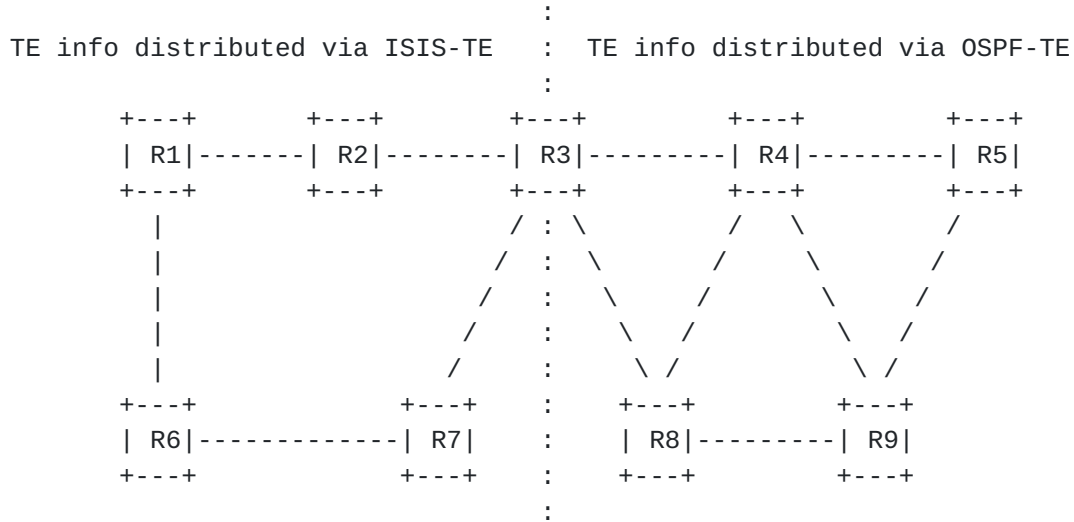 TE info distributed via ISIS-TE : TE info distributed via OSPF-TE
R1 R2 R3 R4 R5
R6 R7 R8 R9